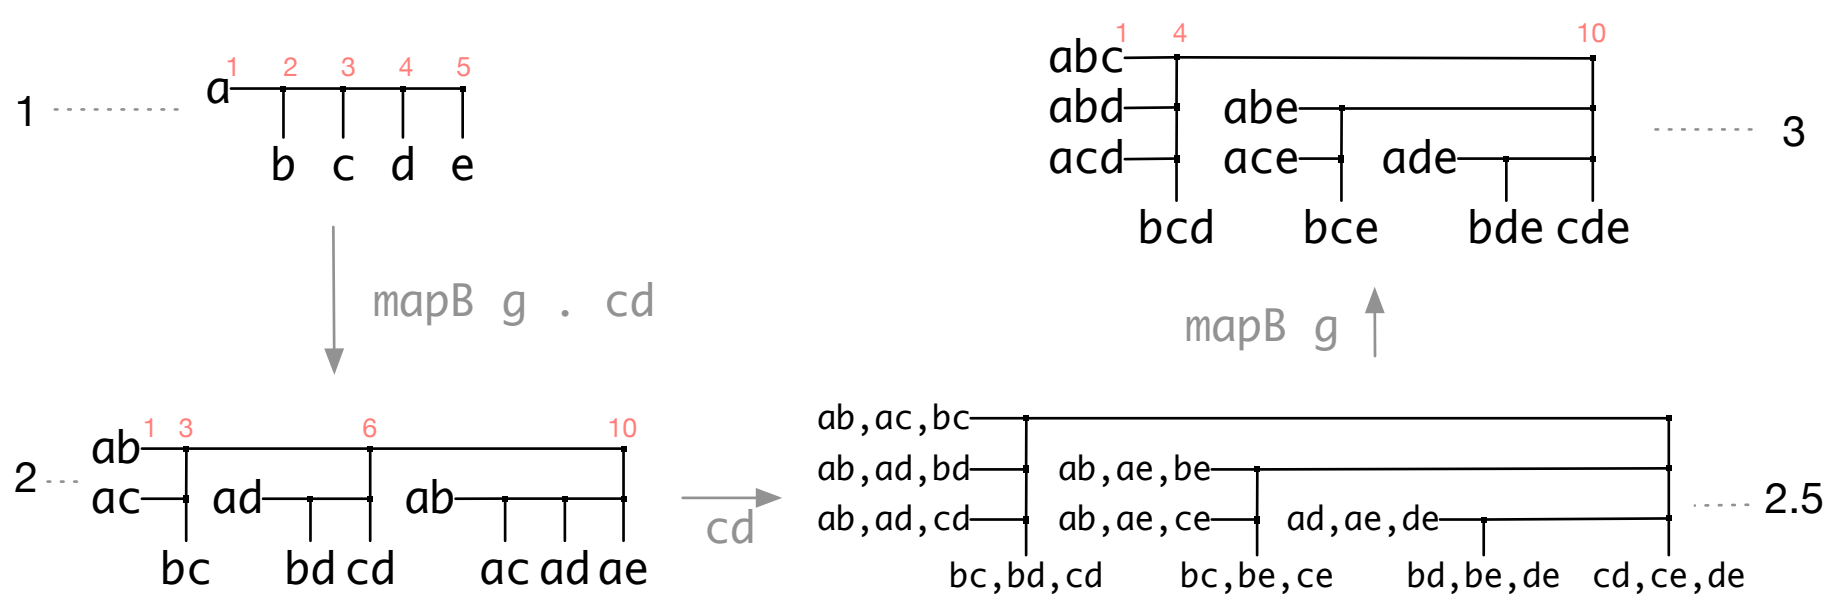 1 2 3 4 5
a
1
b c d e
mapB g . cd
1 3 6 10
ab
2
ac ad ab
bc bd cd ac ad ae
cd
ab,ac,bc
ab,ad,bd ab,ae,be
ab,ad,cd ab,ae,ce ad,ae,de
2.5
bc,bd,cd bc,be,ce bd,be,de cd,ce,de
mapB g
1 4 10
abc
abd abe
3
acd ace ade
bcd bce bde cde